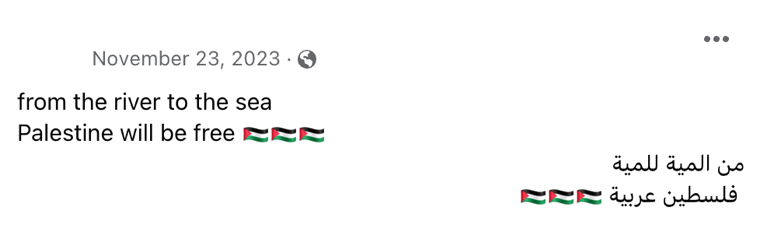 November 23, 2023 ·
from the river to the sea
Palestine will be free 🇵🇸🇵🇸🇵🇸
من المية للمية
فلسطين عربية 🇵🇸🇵🇸🇵🇸